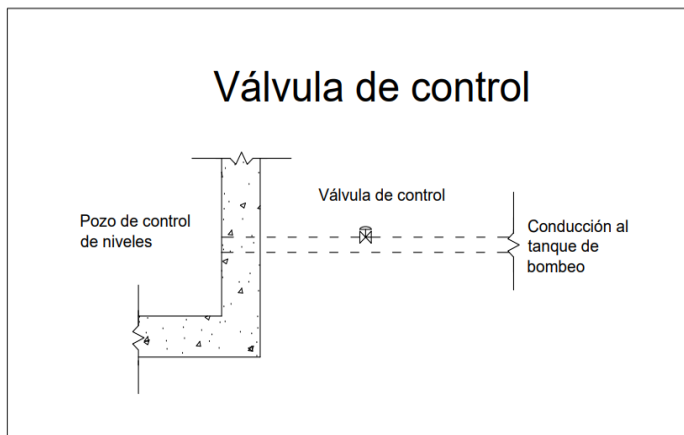 Válvula de control
Válvula de control
Pozo de control
de niveles
Conducción al
tanque de
bombeo